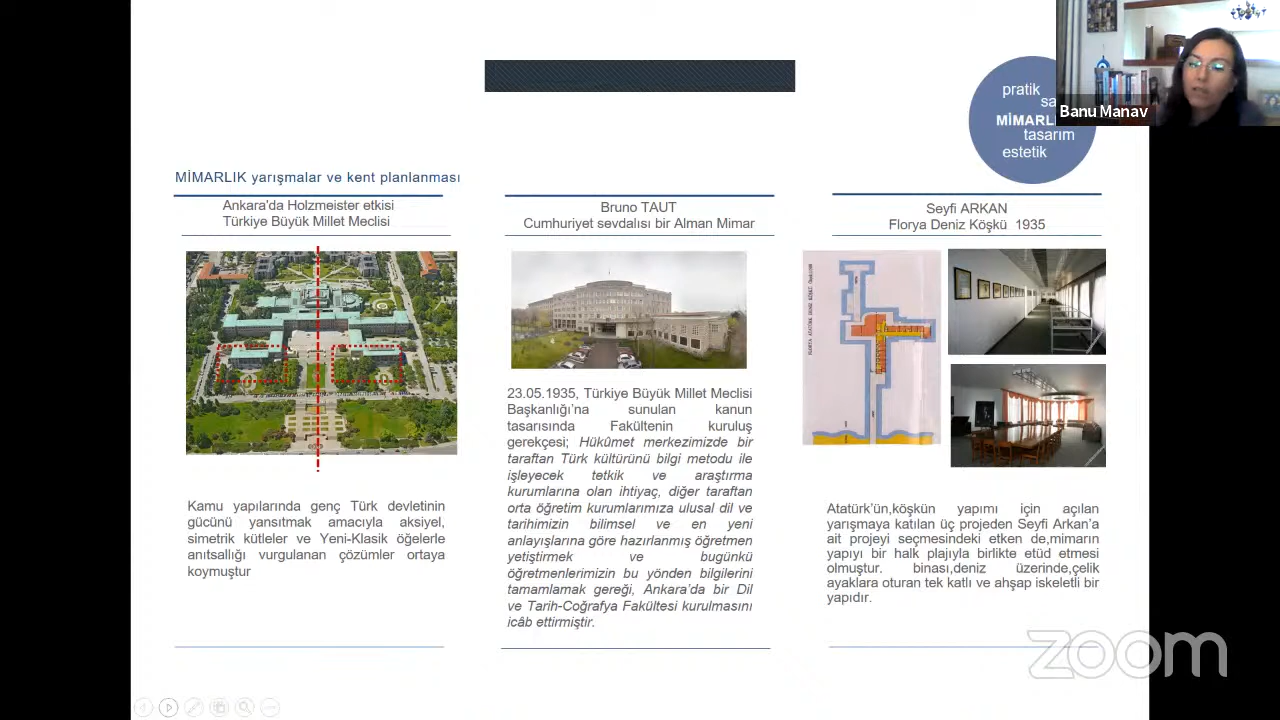 pratik
sa
MİMARL
tasarım
estetik
Banu Manav
MİMARLIK yarışmalar ve kent planlanması
Ankara'da Holzmeister etkisi
Türkiye Büyük Millet Meclisi
Kamu yapılarında genç Türk devletinin
gücünü yansıtmak amacıyla aksiyel,
simetrik kütleler ve Yeni-Klasik öğelerle
anıtsallığı vurgulanan çözümler ortaya
koymuştur
Bruno TAUT
Cumhuriyet sevdalısı bir Alman Mimar
23.05.1935, Türkiye Büyük Millet Meclisi
Başkanlığı'na sunulan kanun
tasarısında Fakültenin kuruluş
gerekçesi; Hükûmet merkezimizde bir
taraftan Türk kültürünü bilgi metodu ile
işleyecek tetkik ve araştırma
kurumlarına olan ihtiyaç, diğer taraftan
orta öğretim kurumlarımıza ulusal dil ve
tarihimizin bilimsel ve en yeni
anlayışlarına göre hazırlanmış öğretmen
yetiştirmek ve bugünkü
öğretmenlerimizin bu yönden bilgilerini
tamamlamak gereği, Ankara'da bir Dil
ve Tarih-Coğrafya Fakültesi kurulmasını
icâb ettirmiştir.
Seyfi ARKAN
Florya Deniz Köşkü 1935
Atatürk'ün,köşkün yapımı için açılan
yarışmaya katılan üç projeden Seyfi Arkan'a
ait projeyi seçmesindeki etken de,mimarın
yapıyı bir halk plajıyla birlikte etüd etmesi
olmuştur. binası,deniz üzerinde,çelik
ayaklara oturan tek katlı ve ahşap iskeletli bir
yapıdır.
zoom